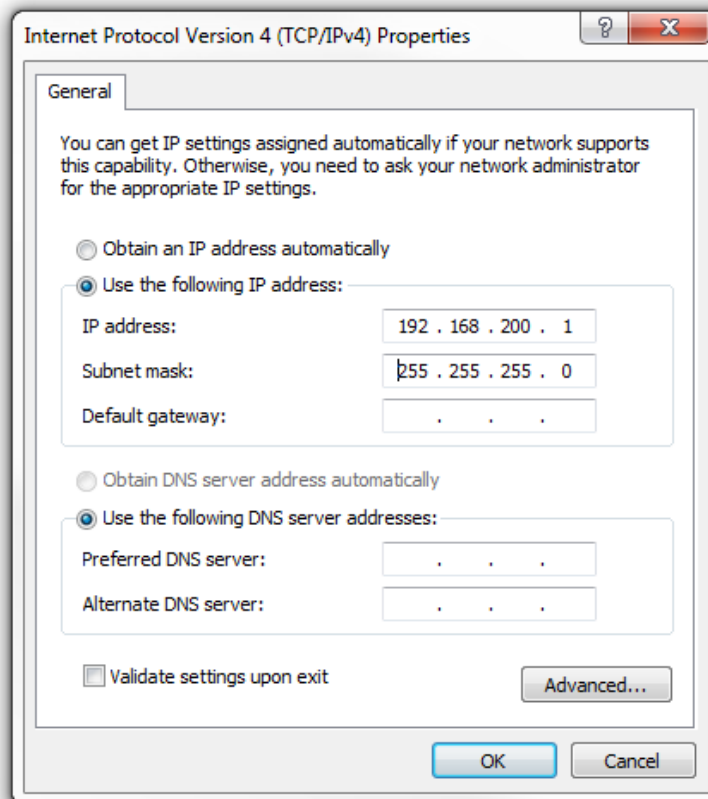 Internet Protocol Version 4 (TCP/IPv4) Properties
General
You can get IP settings assigned automatically if your network supports
this capability. Otherwise, you need to ask your network administrator
for the appropriate IP settings.
Obtain an IP address automatically
Use the following IP address:
IP address: 192 . 168 . 200 . 1
Subnet mask: 255 . 255 . 255 . 0
Default gateway: . . .
Obtain DNS server address automatically
Use the following DNS server addresses:
Preferred DNS server: . . .
Alternate DNS server: . . .
Validate settings upon exit
Advanced...
OK Cancel